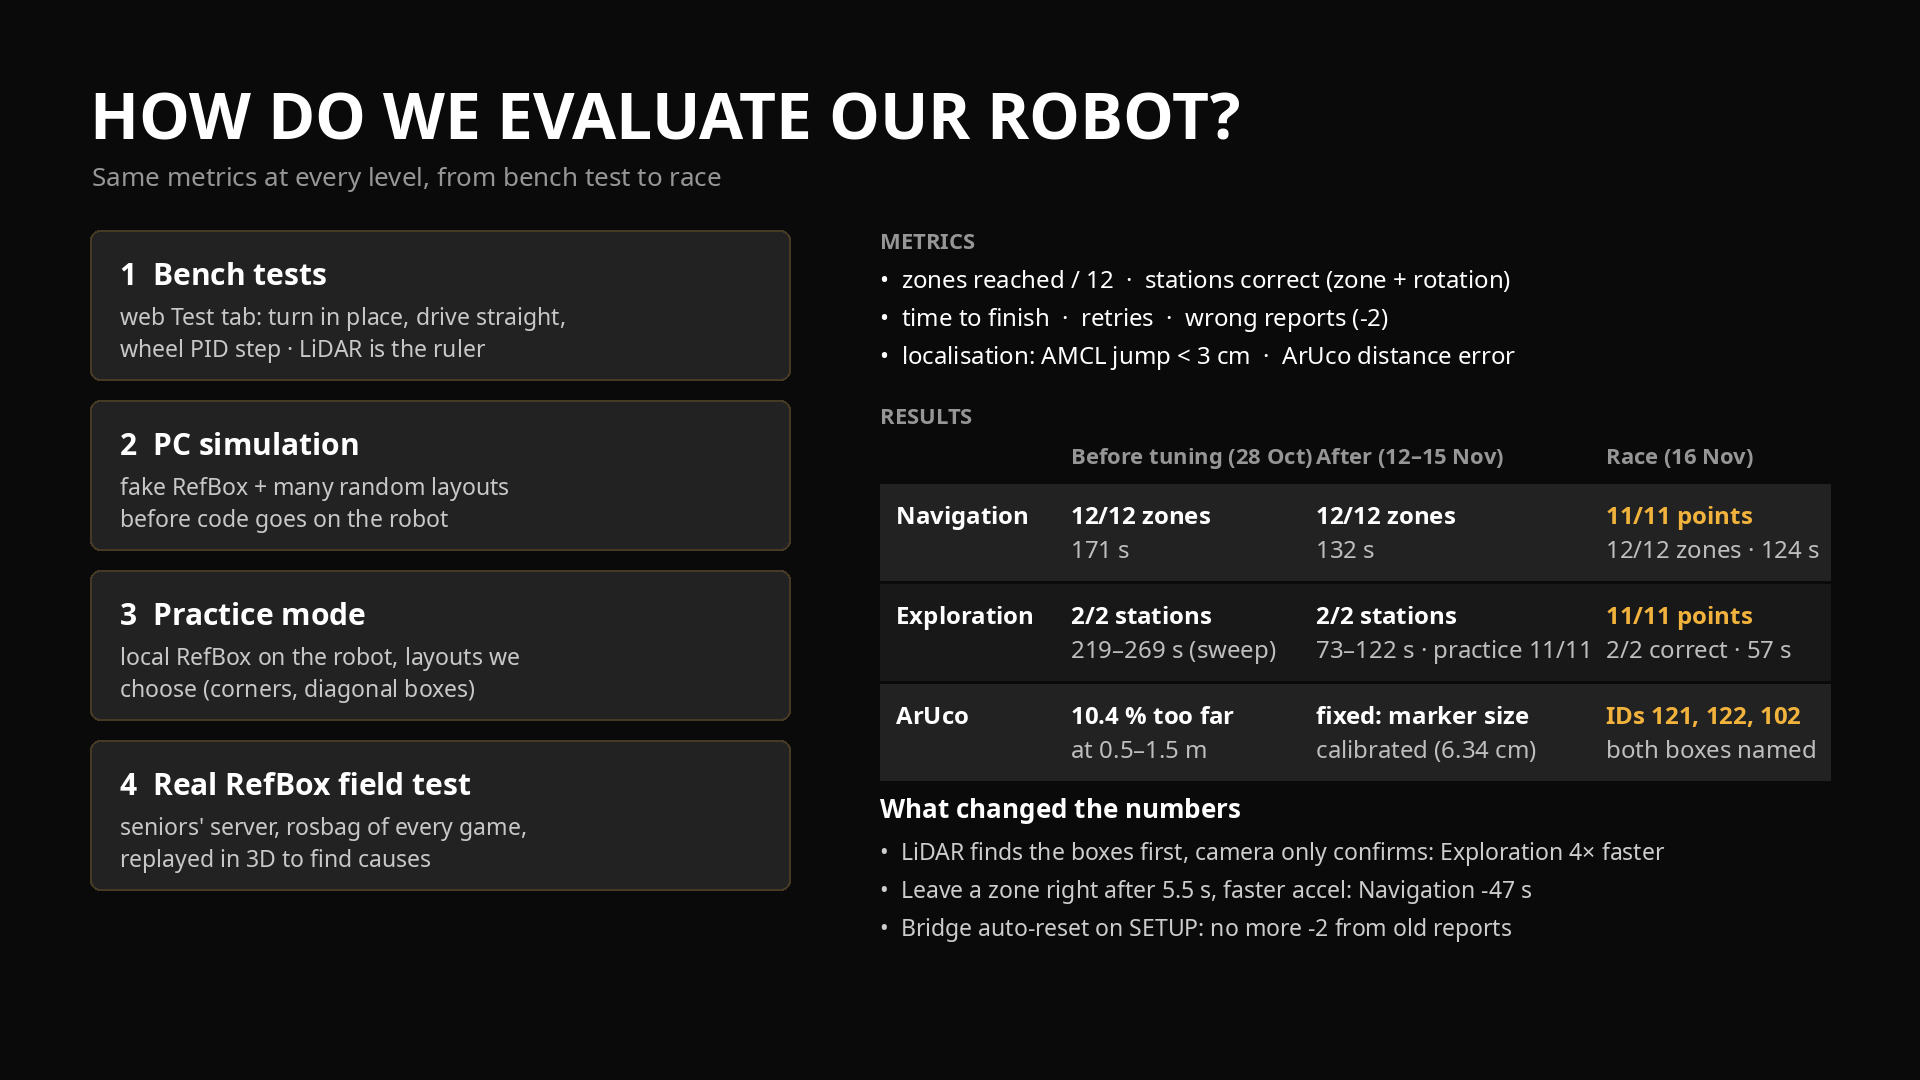 HOW DO WE EVALUATE OUR ROBOT?
Same metrics at every level, from bench test to race
1 Bench tests
web Test tab: turn in place, drive straight,
wheel PID step · LiDAR is the ruler
2 PC simulation
fake RefBox + many random layouts
before code goes on the robot
3 Practice mode
local RefBox on the robot, layouts we
choose (corners, diagonal boxes)
4 Real RefBox field test
seniors' server, rosbag of every game,
replayed in 3D to find causes
METRICS
• zones reached / 12 · stations correct (zone + rotation)
• time to finish · retries · wrong reports (-2)
• localisation: AMCL jump < 3 cm · ArUco distance error
RESULTS
Before tuning (28 Oct) After (12–15 Nov) Race (16 Nov)
Navigation 12/12 zones 12/12 zones 11/11 points
171 s 132 s 12/12 zones · 124 s
Exploration 2/2 stations 2/2 stations 11/11 points
219–269 s (sweep) 73–122 s · practice 11/11 2/2 correct · 57 s
ArUco 10.4 % too far fixed: marker size IDs 121, 122, 102
at 0.5–1.5 m calibrated (6.34 cm) both boxes named
What changed the numbers
• LiDAR finds the boxes first, camera only confirms: Exploration 4× faster
• Leave a zone right after 5.5 s, faster accel: Navigation -47 s
• Bridge auto-reset on SETUP: no more -2 from old reports